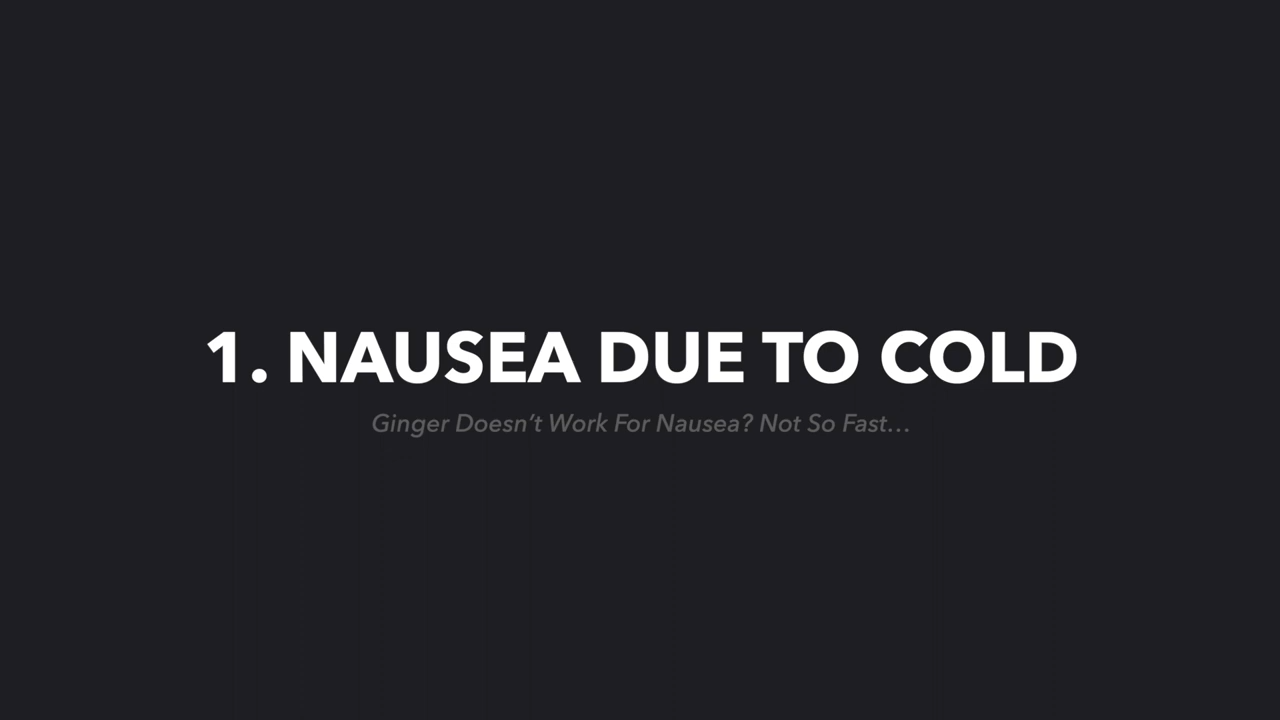 1. NAUSEA DUE TO COLD
Ginger Doesn’t Work For Nausea? Not So Fast…